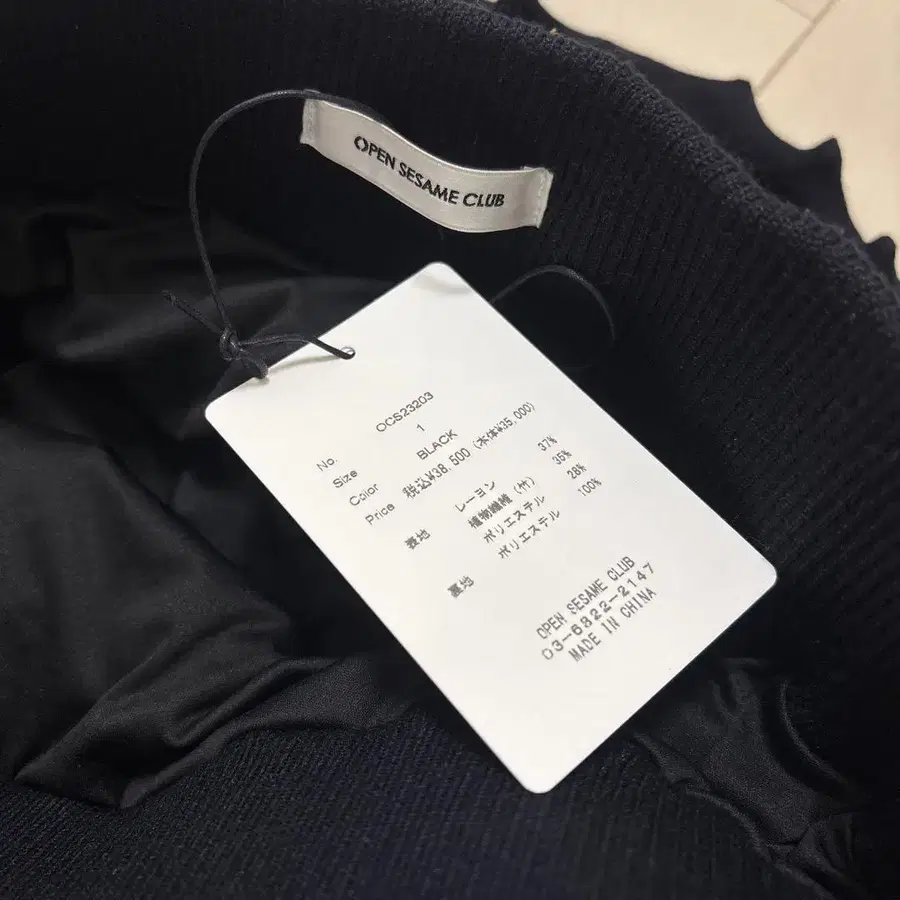 OPEN SESAME CLUB
No. OCS23203
Size 1
Color BLACK
Price 税込¥38,500 (本体¥35,000)
表地 レーヨン 37%
植物繊維 (竹) 35%
ポリエステル 28%
裏地 ポリエステル 100%
OPEN SESAME CLUB
03-6822-2147
MADE IN CHINA